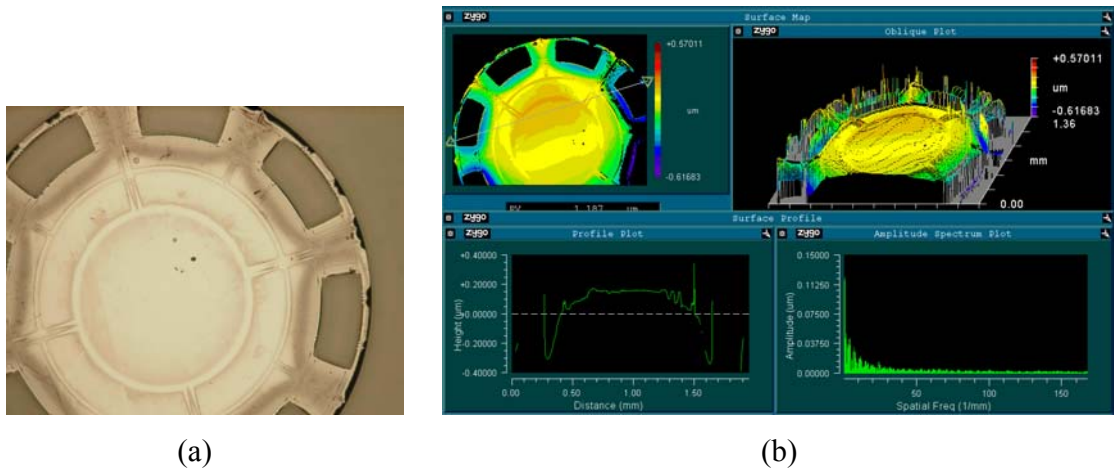 zygo Surface Map
zygo
+0.57011
um
-0.61683
zygo Oblique Plot
+0.57011
um
-0.61683
1.36
mm
0.00
PV 1.187 um
Surface Profile
zygo Profile Plot
+0.40000
+0.20000
+0.00000
-0.20000
-0.40000
Height (um)
0.00 0.50 1.00 1.50
Distance (mm)
zygo Amplitude Spectrum Plot
0.15000
0.11250
0.07500
0.03750
0.00000
Amplitude (um)
50 100 150
Spatial Freq (1/mm)
(a)
(b)